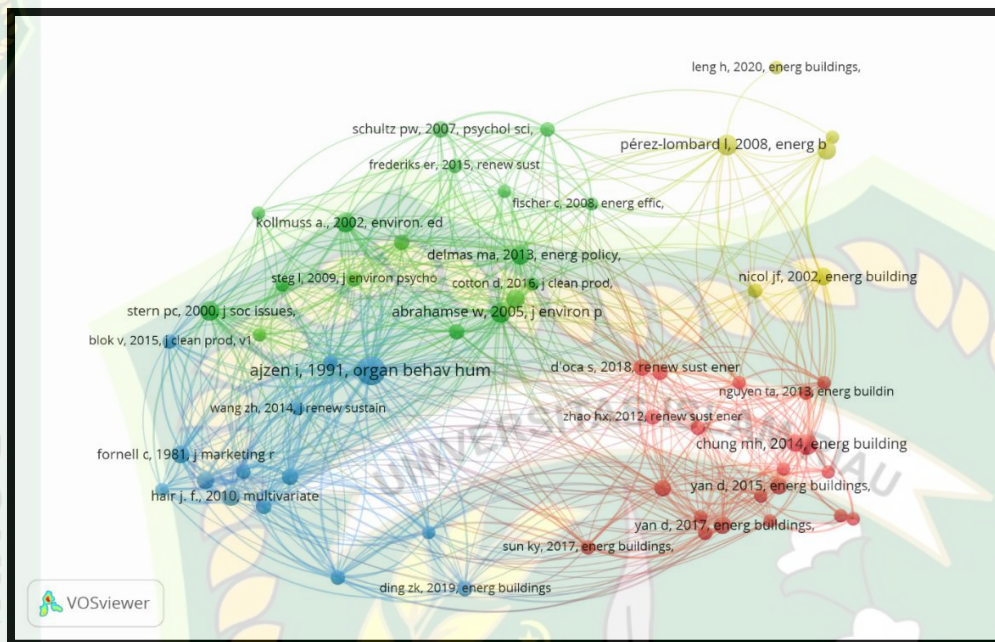 leng h, 2020, energ buildings,
schultz pw, 2007, psychol sci,
pérez-lombard l, 2008, energ b
frederiks er, 2015, renew sust
fischer c, 2008, energ effic,
kollmuss a., 2002, environ. ed
delmas ma, 2013, energ policy,
steg l, 2009, j environ psycho
cotton d, 2016, j clean prod,
nicol jf, 2002, energ building
stern pc, 2000, j soc issues,
abrahamse w, 2005, j environ p
blok v, 2015, j clean prod, v1
ajzen i, 1991, organ behav hum
d'oca s, 2018, renew sust ener
nguyen ta, 2013, energ buildin
wang zh, 2014, j renew sustain
zhao hx, 2012, renew sust ener
chung mh, 2014, energ building
fornell c, 1981, j marketing r
UNIVERSITAS ISLAM RIAU
yan d, 2015, energ buildings,
hair j. f., 2010, multivariate
yan d, 2017, energ buildings,
sun ky, 2017, energ buildings,
ding zk, 2019, energ buildings
VOSviewer